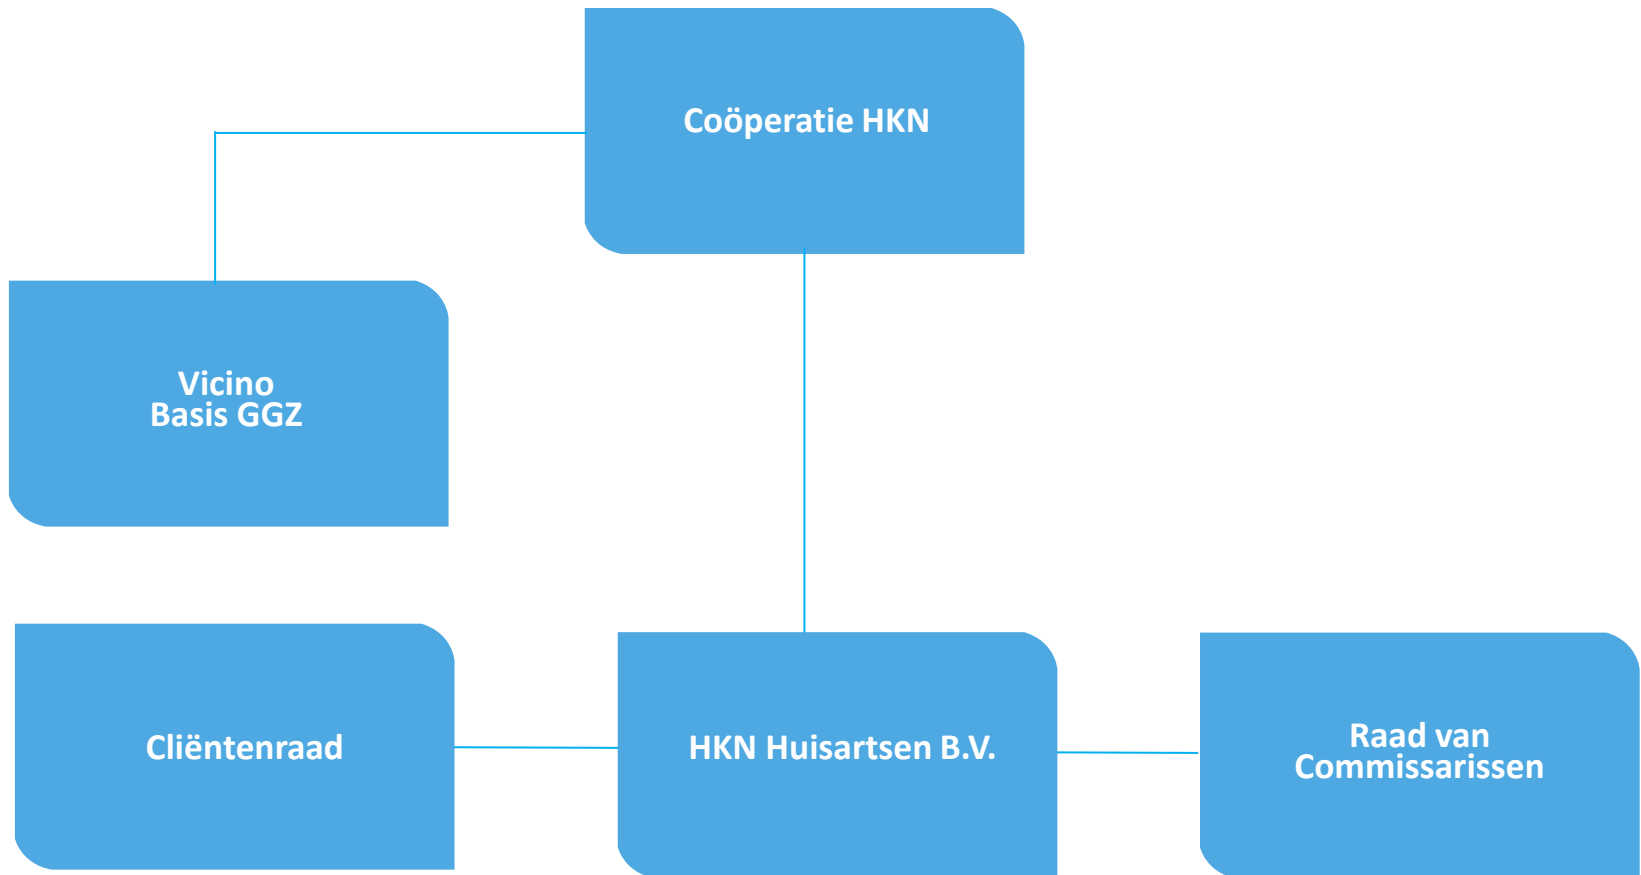 Coöperatie HKN
Vicino
Basis GGZ
Cliëntenraad
HKN Huisartsen B.V.
Raad van
Commissarissen